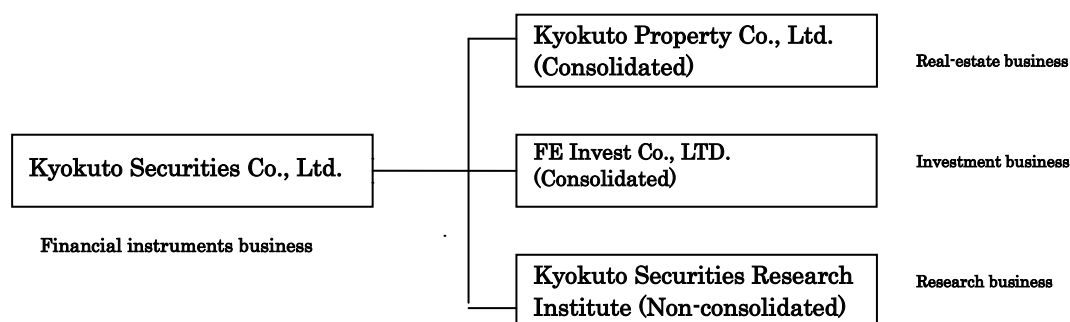 Kyokuto Property Co., Ltd.
(Consolidated)
Real-estate business
Kyokuto Securities Co., Ltd.
Financial instruments business
FE Invest Co., LTD.
(Consolidated)
Investment business
Kyokuto Securities Research
Institute (Non-consolidated)
Research business